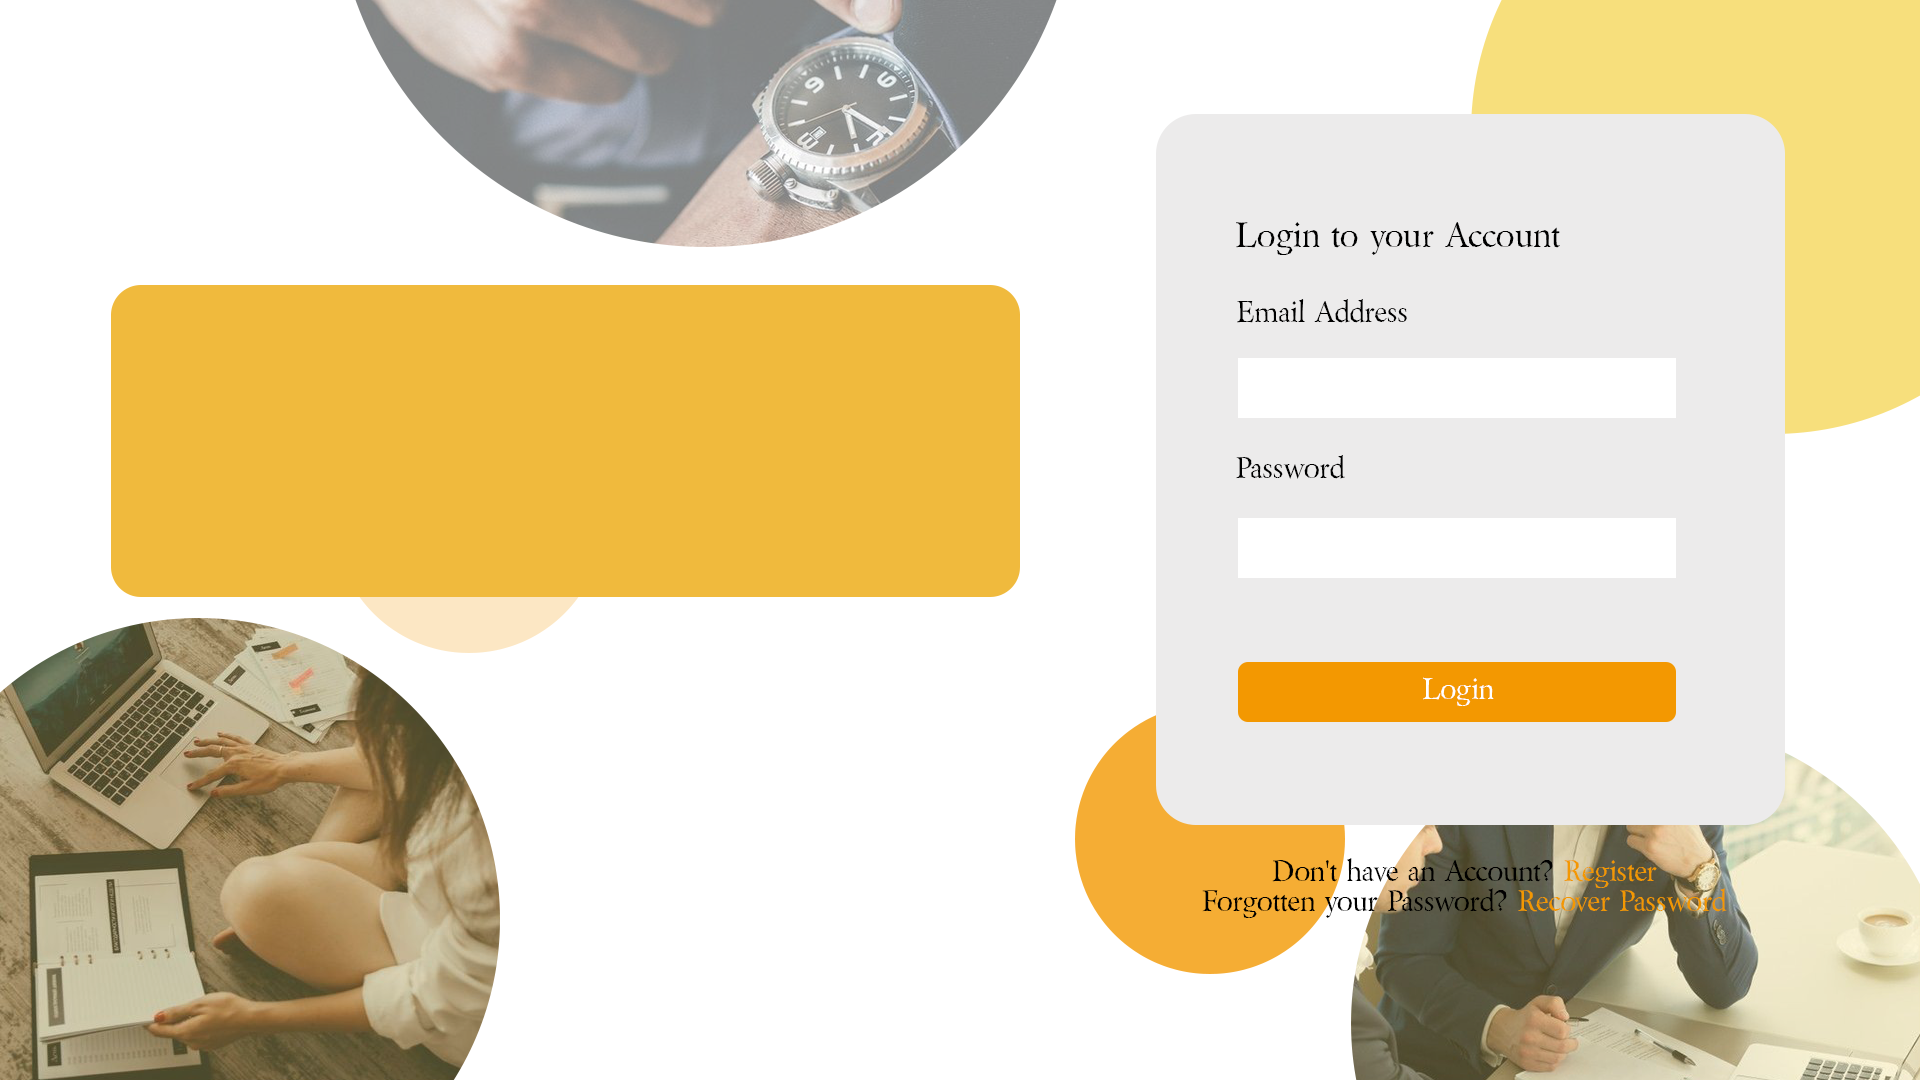 Login to your Account
Email Address
Password
Login
Don't have an Account? Register
Forgotten your Password? Recover Password